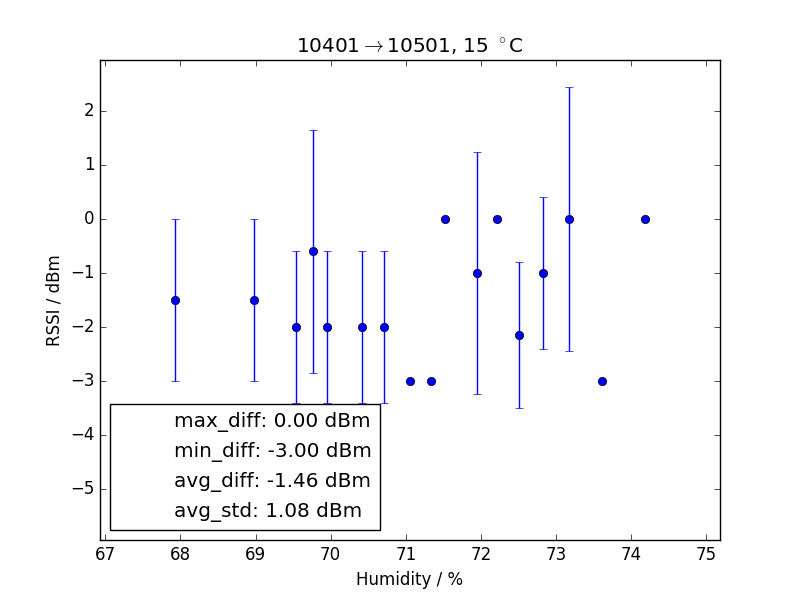 10401→10501, 15 °C
RSSI / dBm
2
1
0
−1
−2
−3
−4
−5
max_diff: 0.00 dBm
min_diff: -3.00 dBm
avg_diff: -1.46 dBm
avg_std: 1.08 dBm
67 68 69 70 71 72 73 74 75
Humidity / %